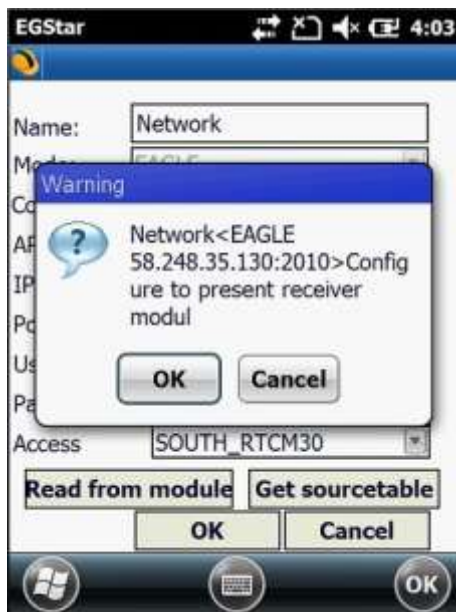 EGStar 4:03
Name: Network
EAGLE
Warning
Network<EAGLE
58.248.35.130:2010>Config
ure to present receiver
modul
OK Cancel
Access SOUTH_RTCM30
Read from module Get sourcetable
OK Cancel
OK